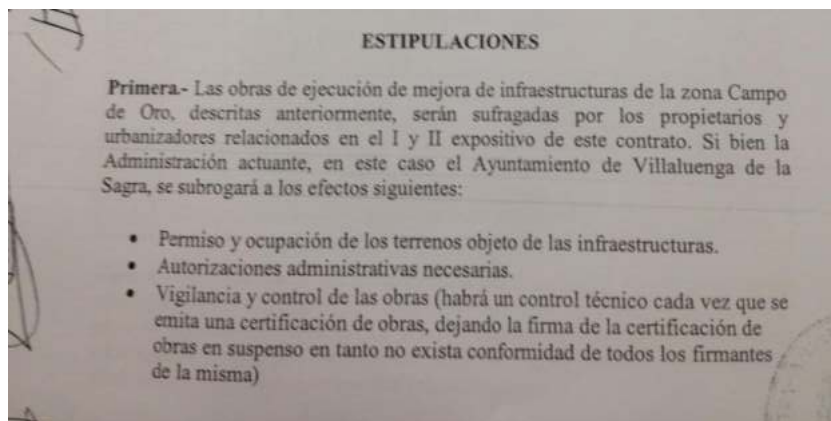 ESTIPULACIONES
Primera.- Las obras de ejecución de mejora de infraestructuras de la zona Campo
de Oro, descritas anteriormente, serán sufragadas por los propietarios y
urbanizadores relacionados en el I y II expositivo de este contrato. Si bien la
Administración actuante, en este caso el Ayuntamiento de Villaluenga de la
Sagra, se subrogará a los efectos siguientes:
• Permiso y ocupación de los terrenos objeto de las infraestructuras.
• Autorizaciones administrativas necesarias.
• Vigilancia y control de las obras (habrá un control técnico cada vez que se
emita una certificación de obras, dejando la firma de la certificación de
obras en suspenso en tanto no exista conformidad de todos los firmantes
de la misma)